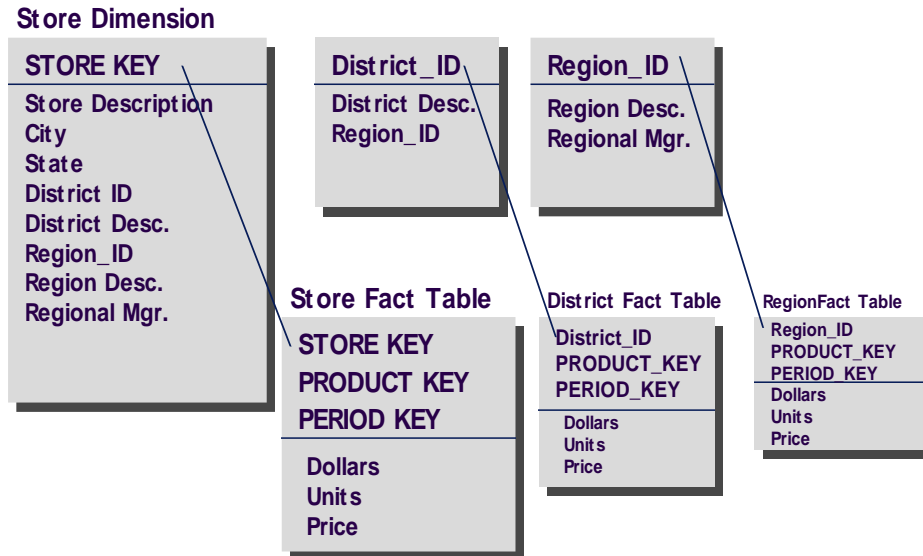 Store Dimension
STORE KEY
Store Description
City
State
District ID
District Desc.
Region_ID
Region Desc.
Regional Mgr.
District_ID
District Desc.
Region_ID
Region_ID
Region Desc.
Regional Mgr.
Store Fact Table
STORE KEY
PRODUCT KEY
PERIOD KEY
Dollars
Units
Price
District Fact Table
District_ID
PRODUCT_KEY
PERIOD_KEY
Dollars
Units
Price
RegionFact Table
Region_ID
PRODUCT_KEY
PERIOD_KEY
Dollars
Units
Price